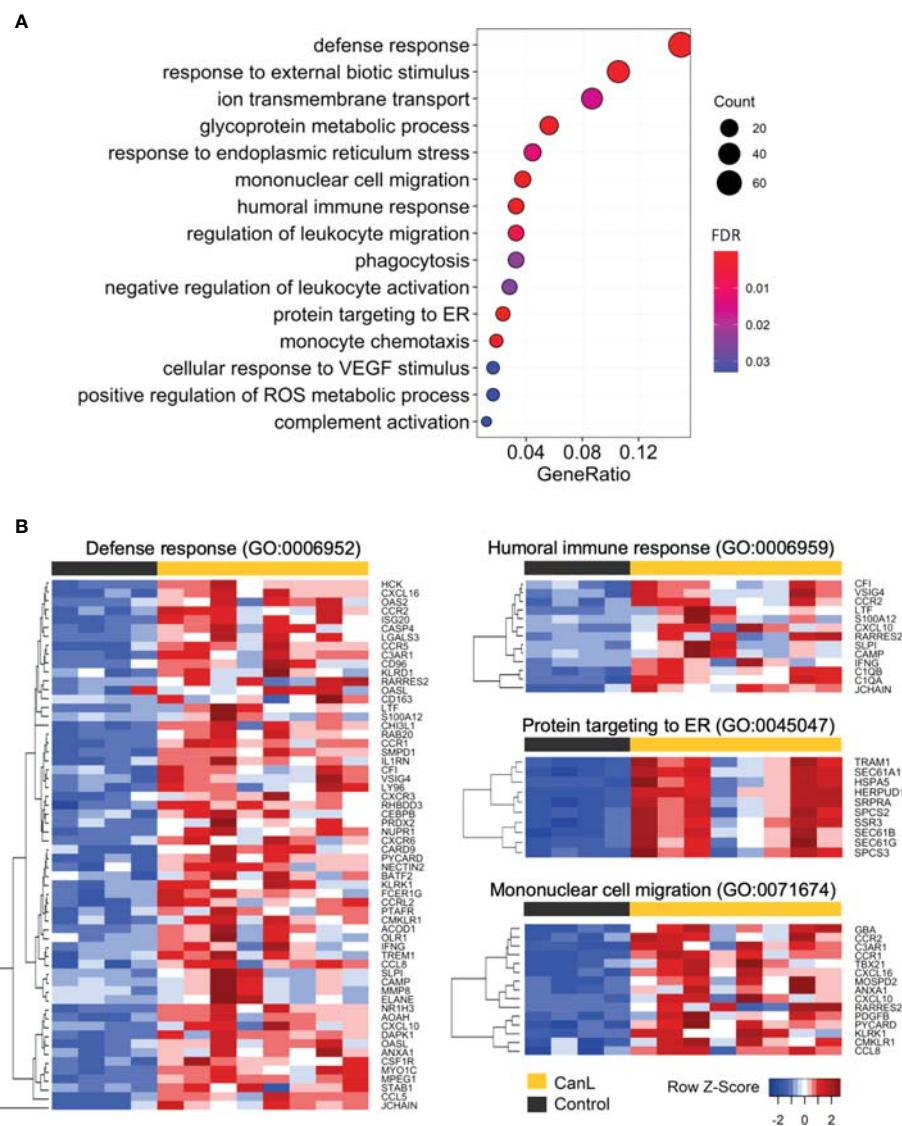 A
defense response
response to external biotic stimulus
ion transmembrane transport
glycoprotein metabolic process
response to endoplasmic reticulum stress
mononuclear cell migration
humoral immune response
regulation of leukocyte migration
phagocytosis
negative regulation of leukocyte activation
protein targeting to ER
monocyte chemotaxis
cellular response to VEGF stimulus
positive regulation of ROS metabolic process
complement activation
0.04 0.08 0.12
GeneRatio
Count
20
40
60
FDR
0.01
0.02
0.03
B
Defense response (GO:0006952)
HCK
CXCL16
OAS2
CCR2
ISG20
CASP4
LGALS3
CCR5
C3AR1
CD96
KLRD1
RARRES2
OASL
CD163
LTF
S100A12
CHI3L1
RAB20
CCR1
SMPD1
IL1RN
CFI
VSIG4
LY96
CXCR3
RHBDD3
CEBPB
PRDX2
NUPR1
CXCR6
CARD9
PYCARD
NECTIN2
BATF2
KLRK1
FCER1G
CCRL2
PTAFR
CMKLR1
ACOD1
OLR1
IFNG
TREM1
CCL8
SLPI
CAMP
MMP8
ELANE
NR1H3
AOAH
CXCL10
DAPK1
OASL
ANXA1
CSF1R
MYO1C
MPEG1
STAB1
CCL5
JCHAIN
Humoral immune response (GO:0006959)
CFI
VSIG4
CCR2
LTF
S100A12
CXCL10
RARRES2
SLPI
CAMP
IFNG
C1QB
C1QA
JCHAIN
Protein targeting to ER (GO:0045047)
TRAM1
SEC61A1
HSPA5
HERPUD1
SRPRA
SPCS2
SSR3
SEC61B
SEC61G
SPCS3
Mononuclear cell migration (GO:0071674)
GBA
CCR2
C3AR1
CCR1
TBX21
CXCL16
MOSPD2
ANXA1
CXCL10
RARRES2
PDGFB
PYCARD
KLRK1
CMKLR1
CCL8
CanL
Control
Row Z-Score
-2 0 2